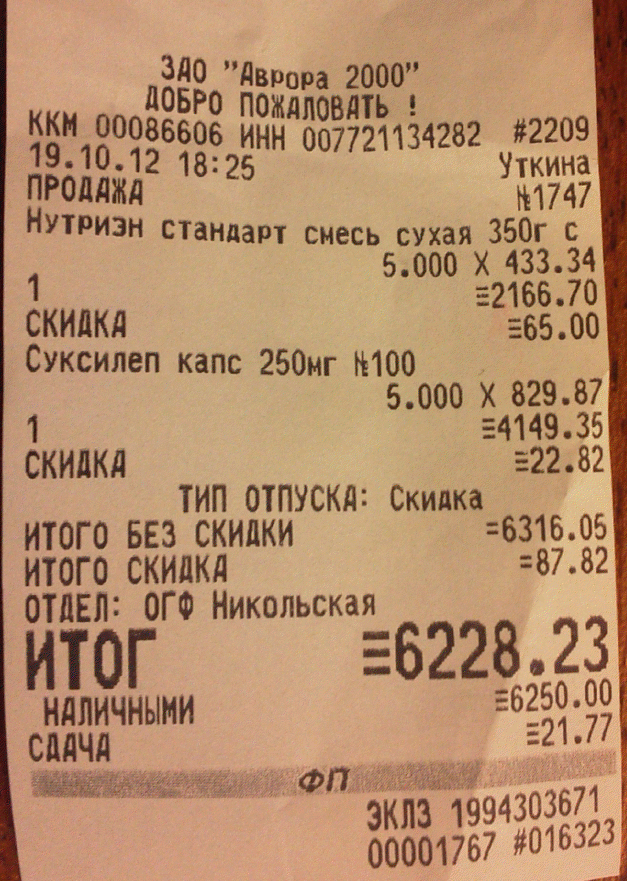 ЗАО "Аврора 2000"
ДОБРО ПОЖАЛОВАТЬ !
ККМ 00086606 ИНН 007721134282 #2209
19.10.12 18:25 Уткина
ПРОДАЖА №1747
Нутриэн стандарт смесь сухая 350г с
5.000 X 433.34
1 ≡2166.70
СКИДКА ≡65.00
Суксилеп капс 250мг №100
5.000 X 829.87
1 ≡4149.35
СКИДКА ≡22.82
ТИП ОТПУСКА: Скидка
ИТОГО БЕЗ СКИДКИ =6316.05
ИТОГО СКИДКА =87.82
ОТДЕЛ: ОГФ Никольская
ИТОГ ≡6228.23
НАЛИЧНЫМИ ≡6250.00
СДАЧА ≡21.77
ФП
ЭКЛЗ 1994303671
00001767 #016323